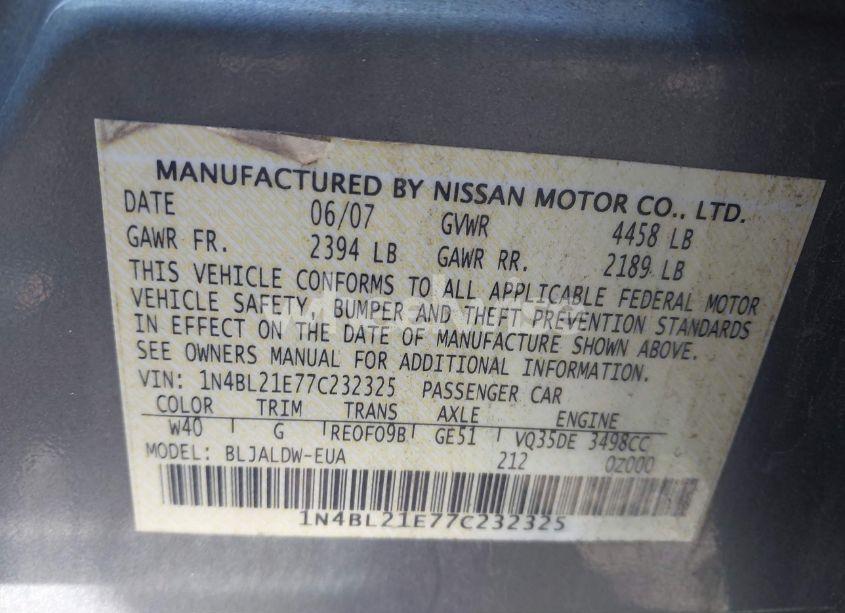 MANUFACTURED BY NISSAN MOTOR CO., LTD.
DATE 06/07 GVWR 4458 LB
GAWR FR. 2394 LB GAWR RR. 2189 LB
THIS VEHICLE CONFORMS TO ALL APPLICABLE FEDERAL MOTOR
VEHICLE SAFETY, BUMPER AND THEFT PREVENTION STANDARDS
IN EFFECT ON THE DATE OF MANUFACTURE SHOWN ABOVE.
SEE OWNERS MANUAL FOR ADDITIONAL INFORMATION.
VIN: 1N4BL21E77C232325 PASSENGER CAR
COLOR TRIM TRANS AXLE ENGINE
W40 G RE0F09B GE51 VQ35DE 3498CC
MODEL: BLJALDW-EUA 212 0Z000
1N4BL21E77C232325